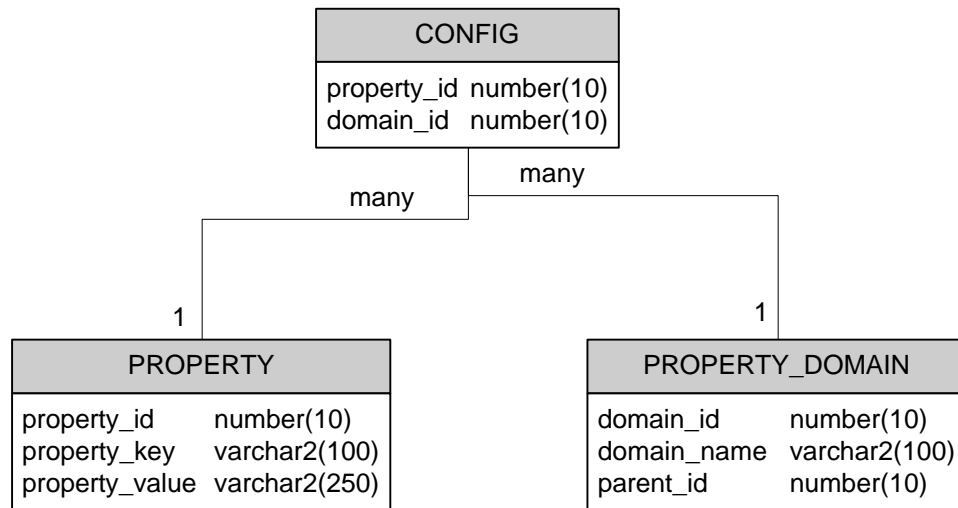 CONFIG
property_id number(10)
domain_id number(10)
many
many
1
1
PROPERTY
property_id number(10)
property_key varchar2(100)
property_value varchar2(250)
PROPERTY_DOMAIN
domain_id number(10)
domain_name varchar2(100)
parent_id number(10)